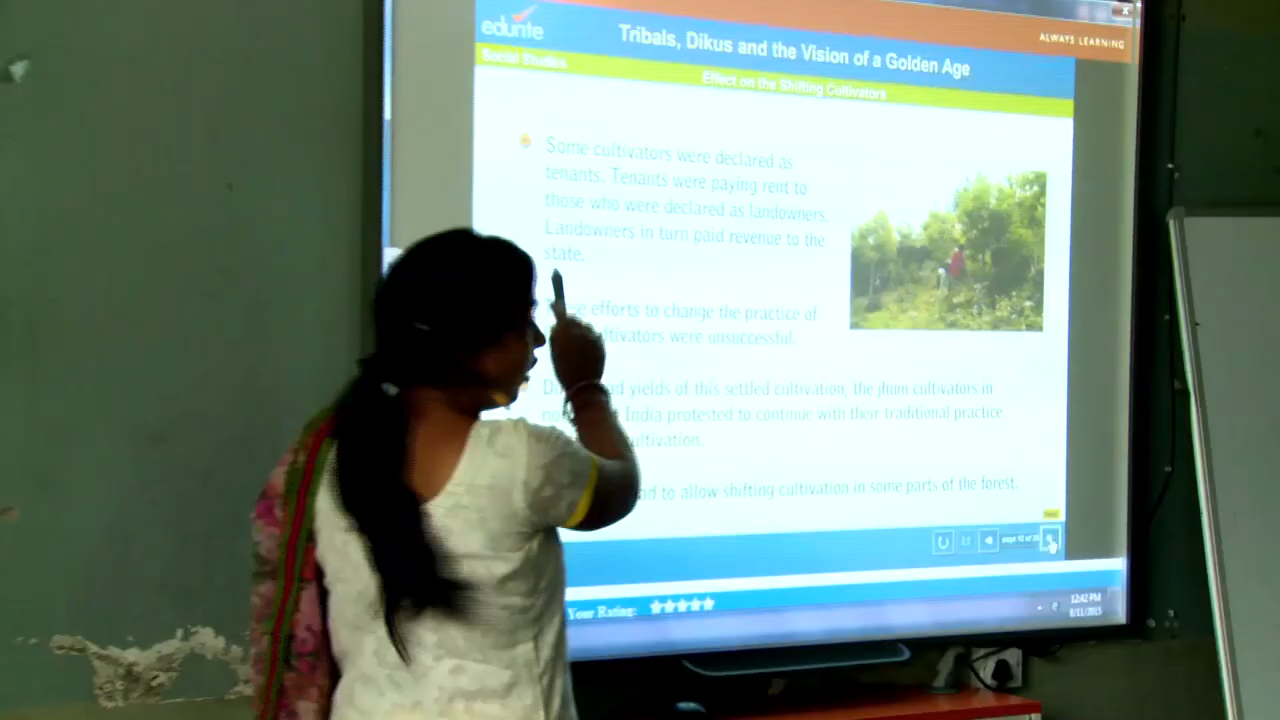 edurite
Tribals, Dikus and the Vision of a Golden Age
ALWAYS LEARNING
Social Studies
Effect on the Shifting Cultivators
Some cultivators were declared as
tenants. Tenants were paying rent to
those who were declared as landowners.
Landowners in turn paid revenue to the
state.
efforts to change the practice of
cultivators were unsuccessful.
yields of this settled cultivation, the jhum cultivators in
India protested to continue with their traditional practice
to allow shifting cultivation in some parts of the forest.
Your Rating:
12:42 PM
8/11/2015